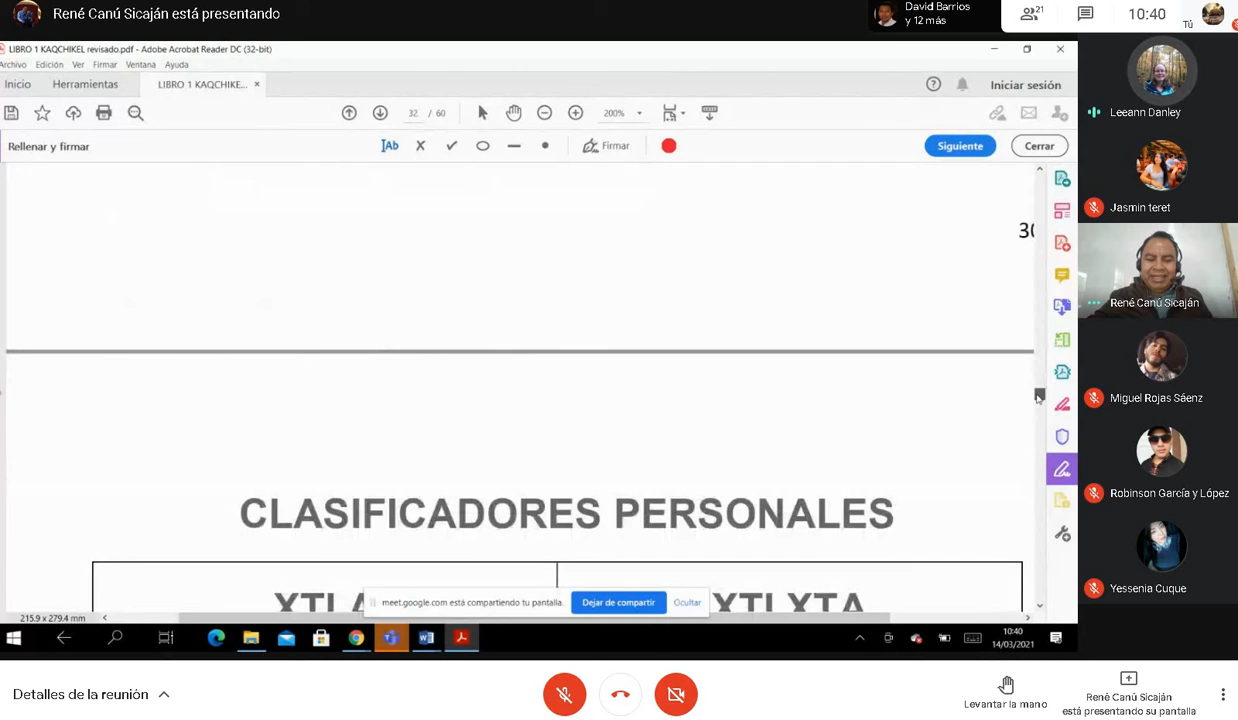 René Canú Sicaján está presentando
David Barrios
y 12 más
21
10:40
Tú
LIBRO 1 KAQCHIKEL revisado.pdf - Adobe Acrobat Reader DC (32-bit)
Archivo Edición Ver Firmar Ventana Ayuda
Inicio Herramientas LIBRO 1 KAQCHIKE... × Iniciar sesión
32 / 60 200%
Rellenar y firmar Ab Firmar Siguiente Cerrar
30
CLASIFICADORES PERSONALES
meet.google.com está compartiendo tu pantalla. Dejar de compartir Ocultar
215.9 x 279.4 mm
10:40
14/03/2021
Leeann Danley
Jasmin teret
René Canú Sicaján
Miguel Rojas Sáenz
Robinson García y López
Yessenia Cuque
Detalles de la reunión
Levantar la mano
René Canú Sicaján
está presentando su pantalla